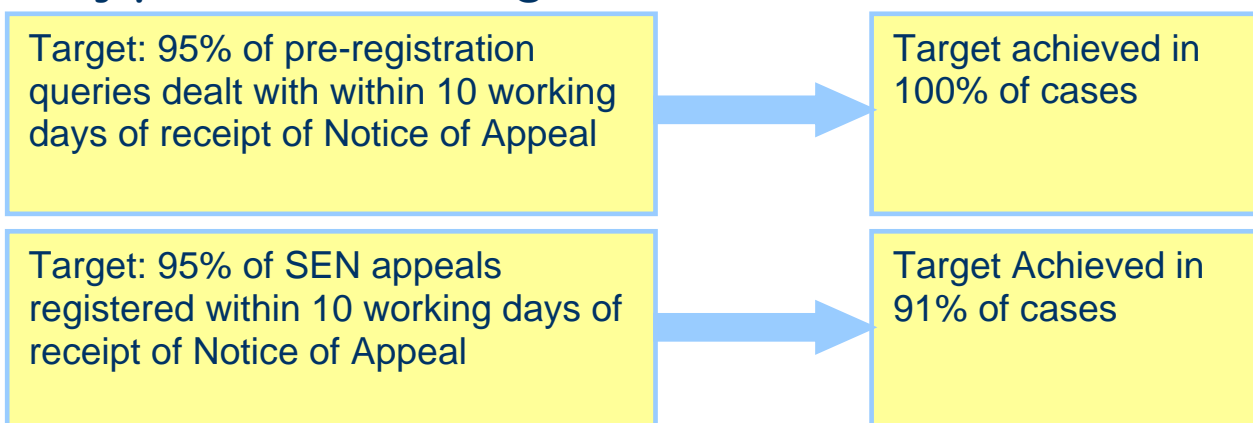 Target: 95% of pre-registration
queries dealt with within 10 working
days of receipt of Notice of Appeal
Target achieved in
100% of cases
Target: 95% of SEN appeals
registered within 10 working days of
receipt of Notice of Appeal
Target Achieved in
91% of cases